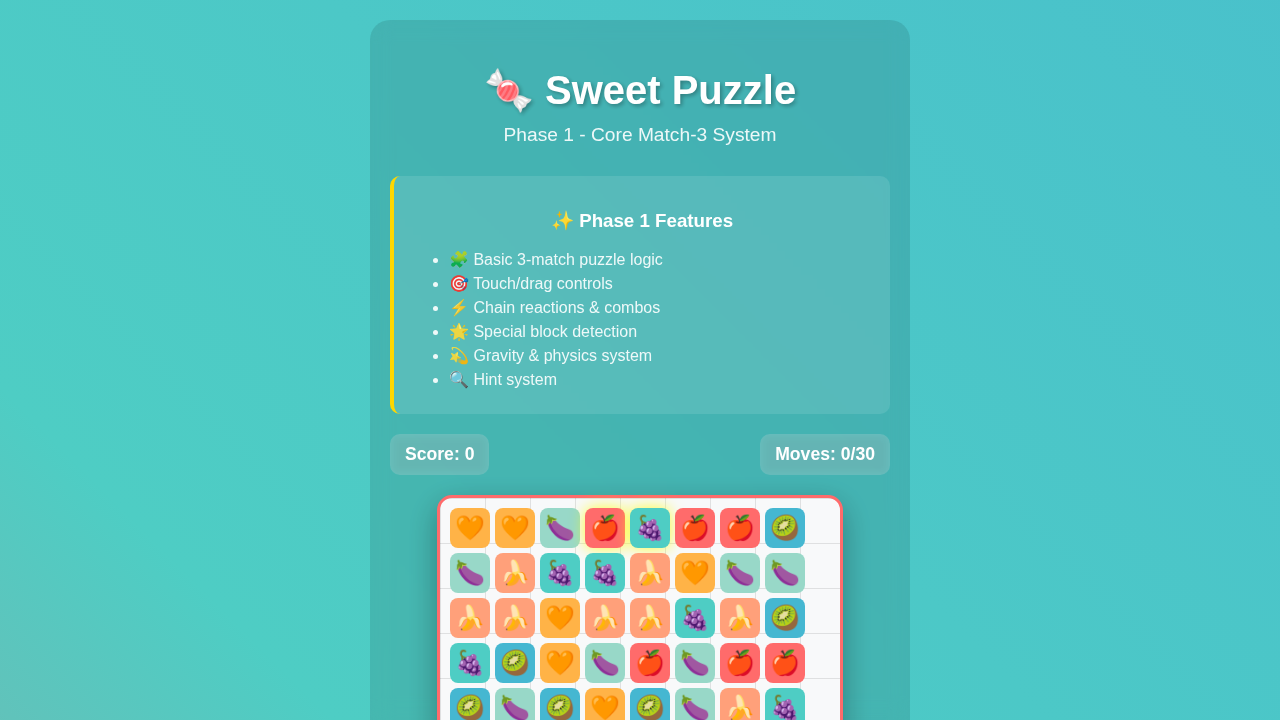 🍬 Sweet Puzzle
Phase 1 - Core Match-3 System
✨ Phase 1 Features
🧩 Basic 3-match puzzle logic
🎯 Touch/drag controls
⚡ Chain reactions & combos
🌟 Special block detection
💫 Gravity & physics system
🔍 Hint system
Score: 0
Moves: 0/30